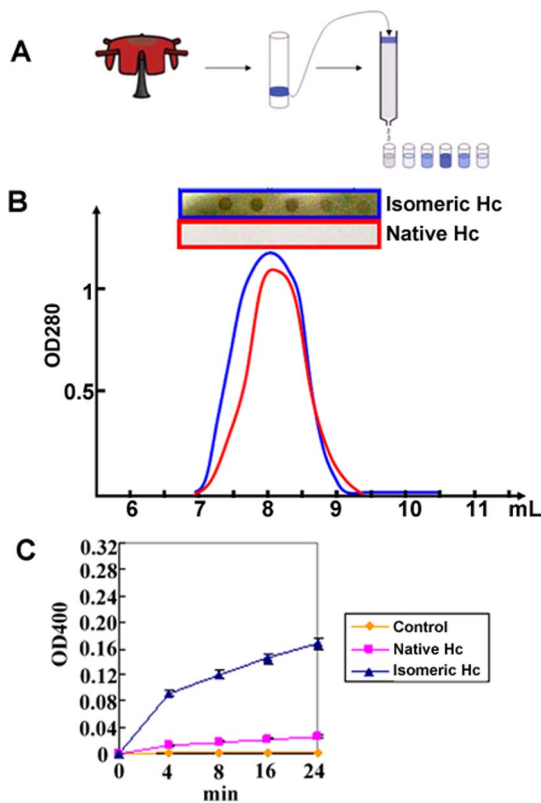 A
B
Isomeric Hc
Native Hc
OD280
1
0.5
6 7 8 9 10 11 mL
C
OD400
0.32
0.28
0.24
0.20
0.16
0.12
0.08
0.04
0
0 4 8 16 24
min
Control
Native Hc
Isomeric Hc